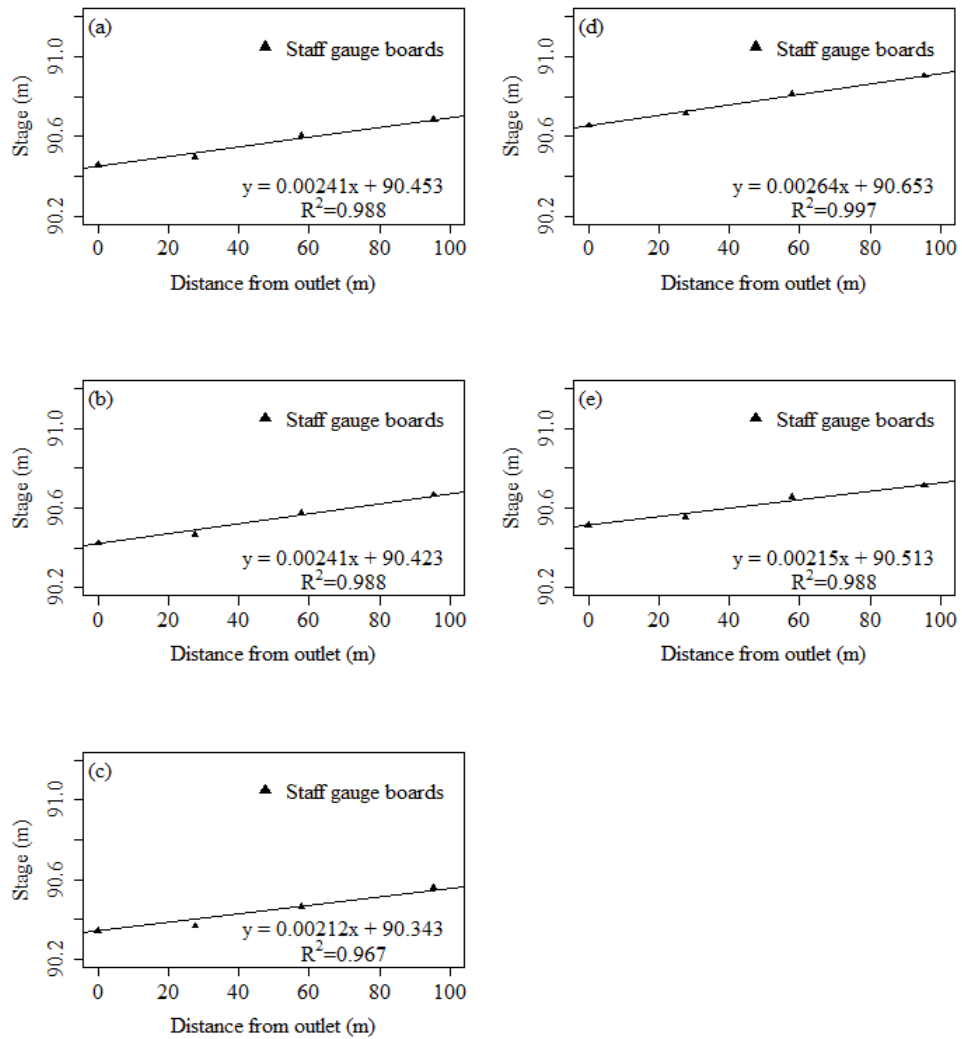 (a)
Staff gauge boards
Stage (m)
91.0
90.6
90.2
y = 0.00241x + 90.453
R²=0.988
0 20 40 60 80 100
Distance from outlet (m)
(d)
Staff gauge boards
Stage (m)
91.0
90.6
90.2
y = 0.00264x + 90.653
R²=0.997
0 20 40 60 80 100
Distance from outlet (m)
(b)
Staff gauge boards
Stage (m)
91.0
90.6
90.2
y = 0.00241x + 90.423
R²=0.988
0 20 40 60 80 100
Distance from outlet (m)
(e)
Staff gauge boards
Stage (m)
91.0
90.6
90.2
y = 0.00215x + 90.513
R²=0.988
0 20 40 60 80 100
Distance from outlet (m)
(c)
Staff gauge boards
Stage (m)
91.0
90.6
90.2
y = 0.00212x + 90.343
R²=0.967
0 20 40 60 80 100
Distance from outlet (m)